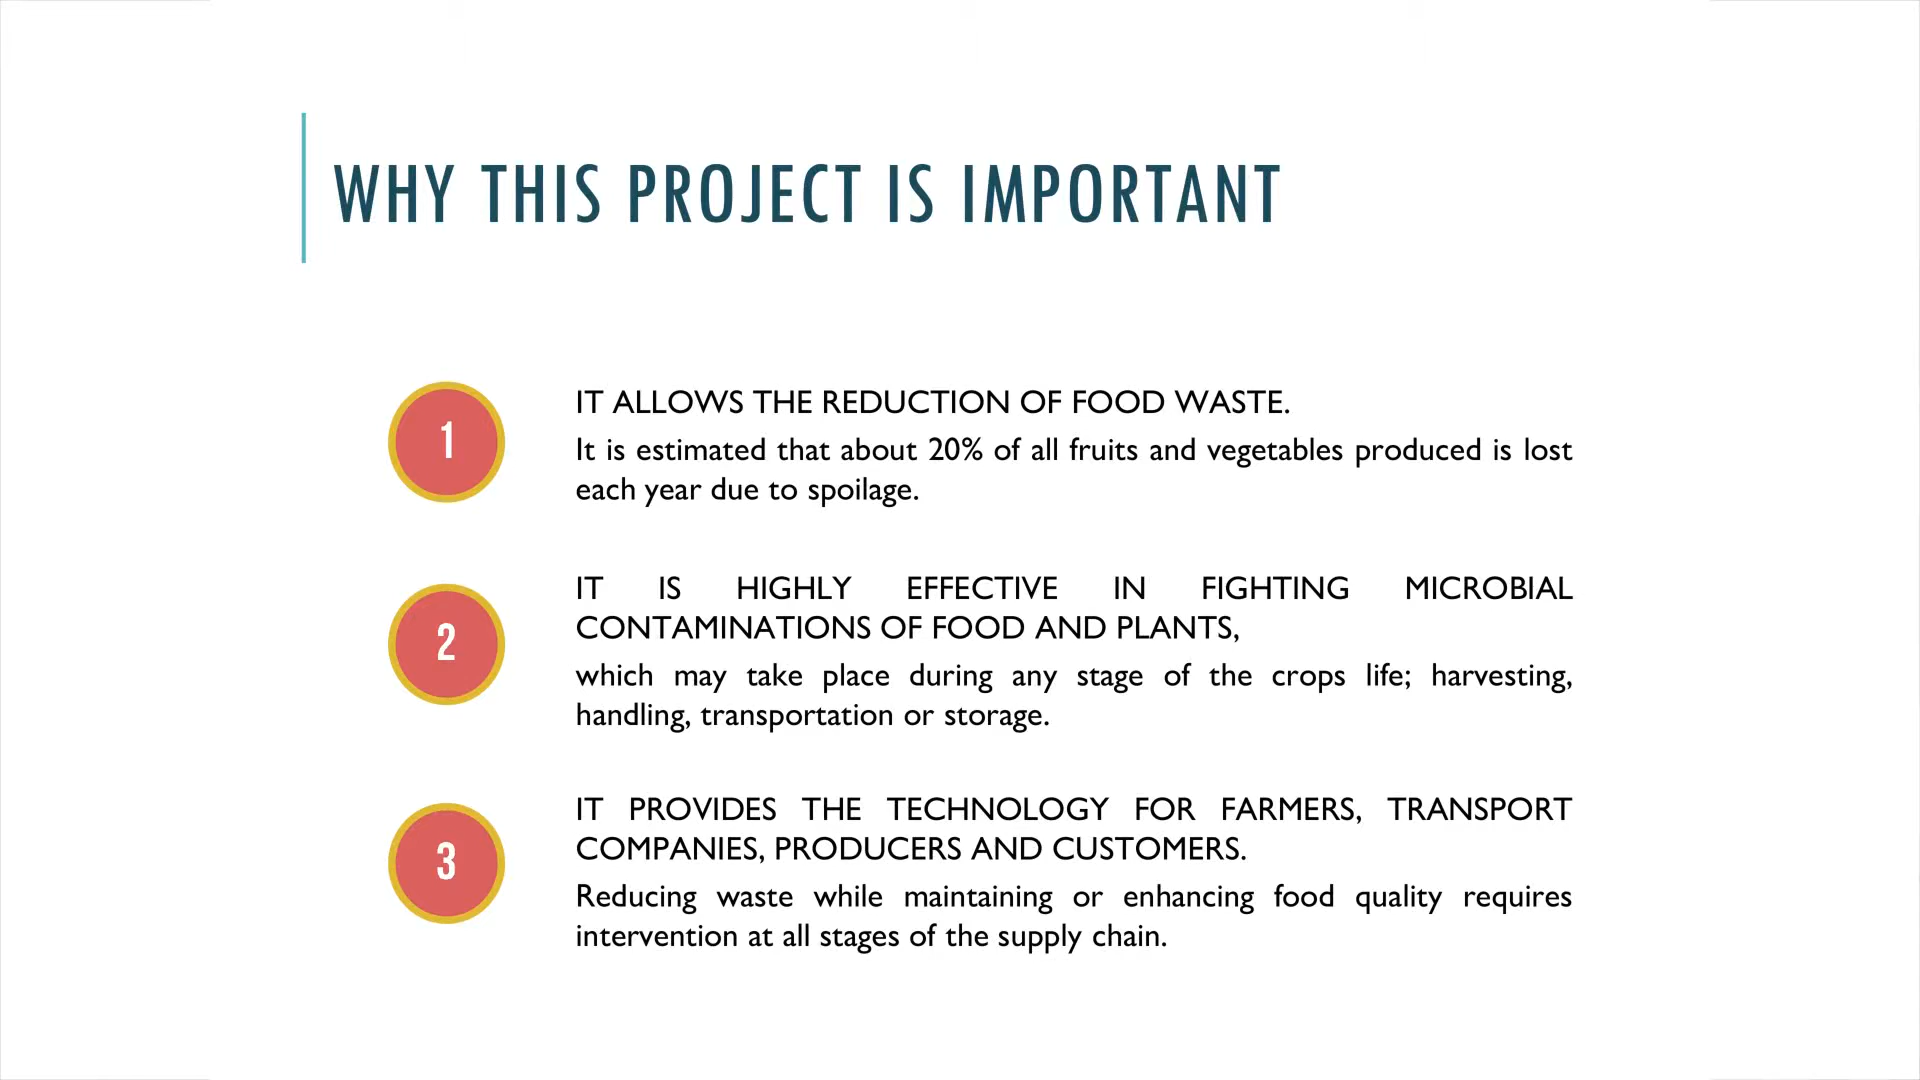 WHY THIS PROJECT IS IMPORTANT
1
IT ALLOWS THE REDUCTION OF FOOD WASTE.
It is estimated that about 20% of all fruits and vegetables produced is lost
each year due to spoilage.
2
IT IS HIGHLY EFFECTIVE IN FIGHTING MICROBIAL
CONTAMINATIONS OF FOOD AND PLANTS,
which may take place during any stage of the crops life; harvesting,
handling, transportation or storage.
3
IT PROVIDES THE TECHNOLOGY FOR FARMERS, TRANSPORT
COMPANIES, PRODUCERS AND CUSTOMERS.
Reducing waste while maintaining or enhancing food quality requires
intervention at all stages of the supply chain.